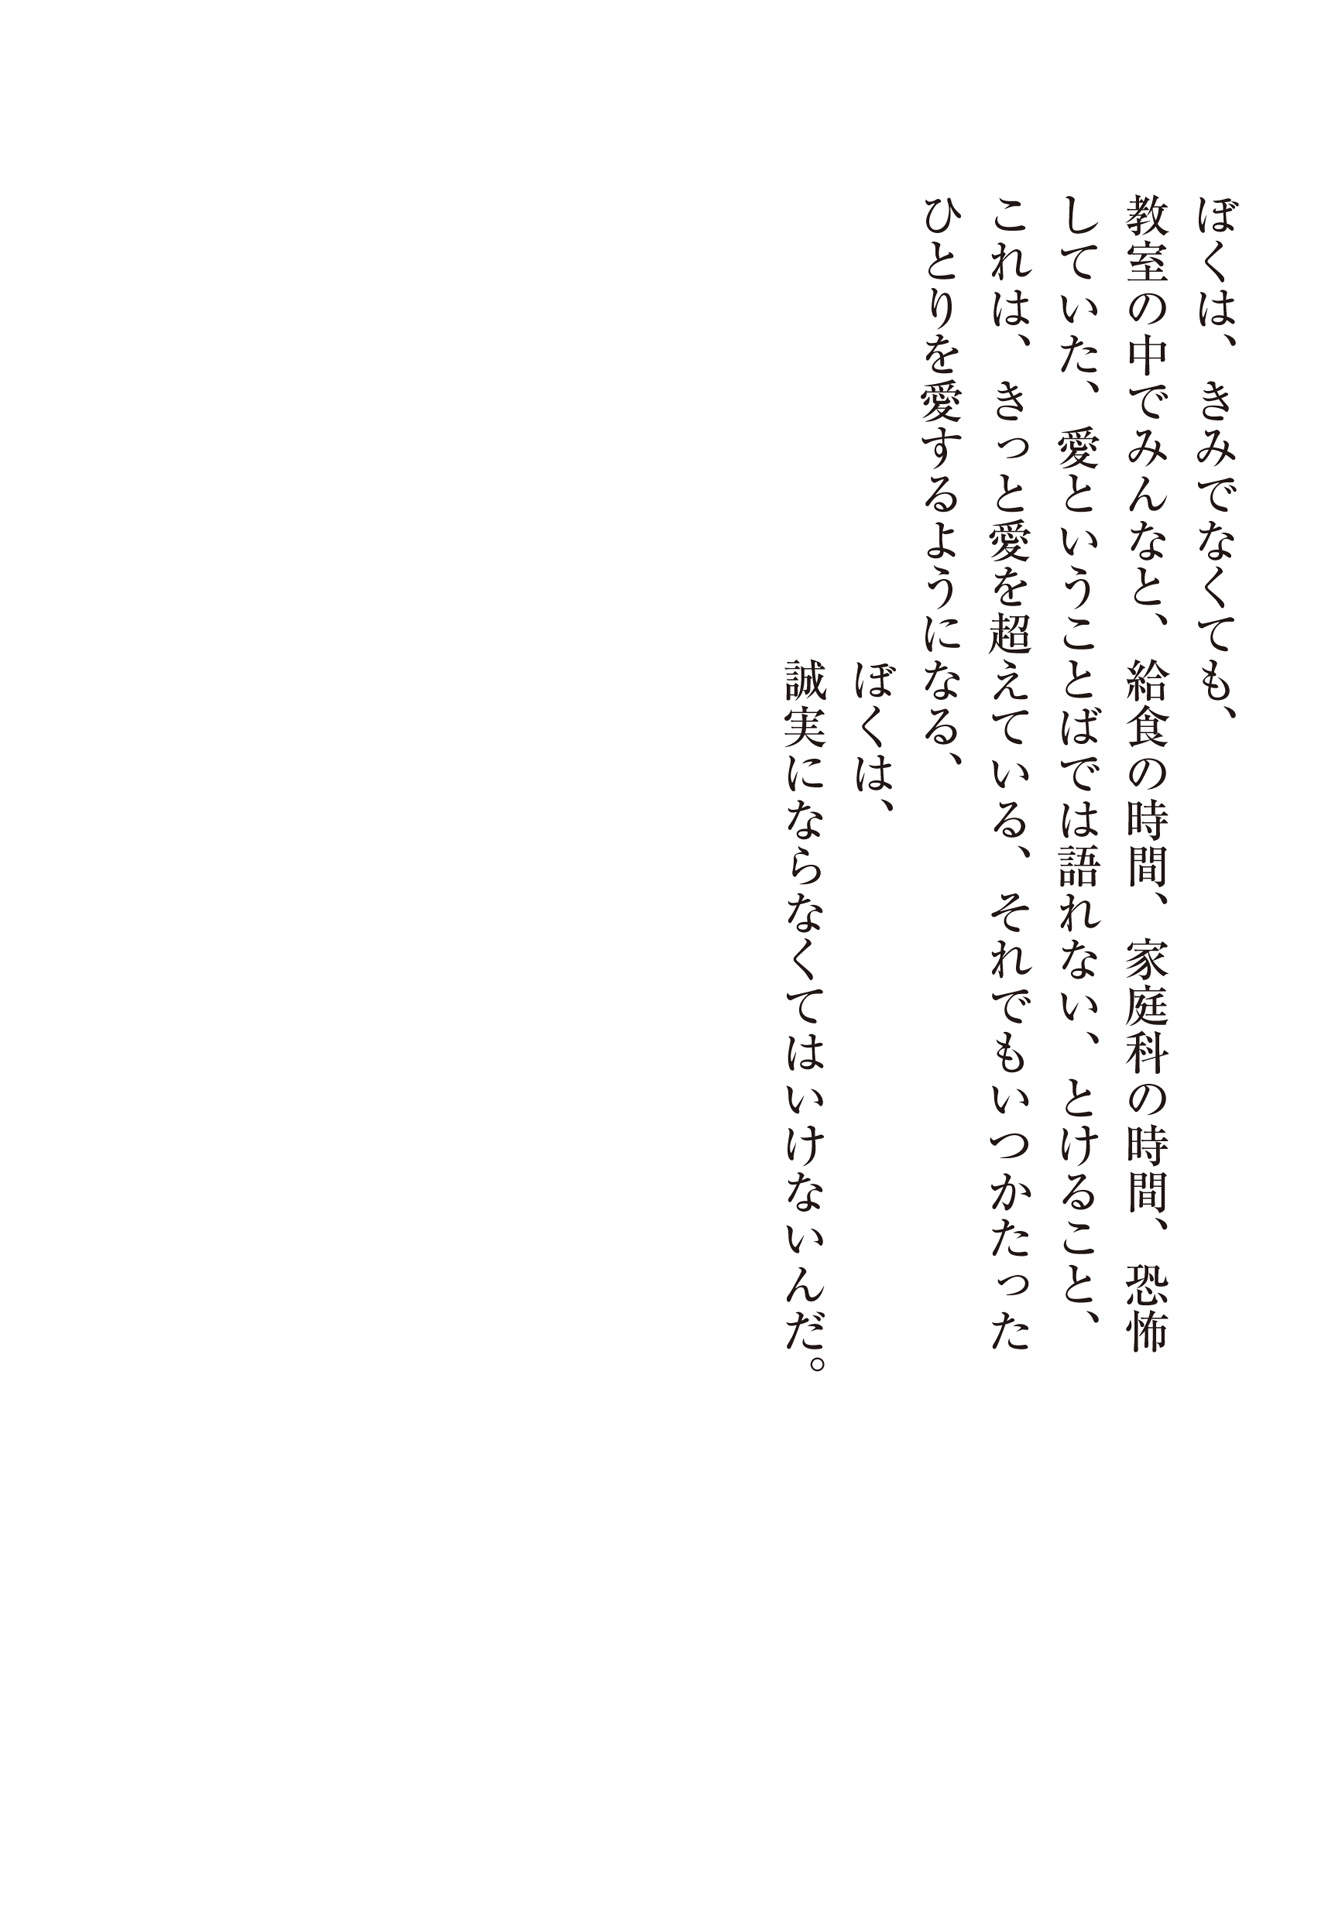 ぼくは、きみでなくても、
教室の中でみんなと、給食の時間、家庭科の時間、恐怖
していた、愛ということばでは語れない、とけること、
これは、きっと愛を超えている、それでもいつかたった
ひとりを愛するようになる、
ぼくは、
誠実にならなくてはいけないんだ。